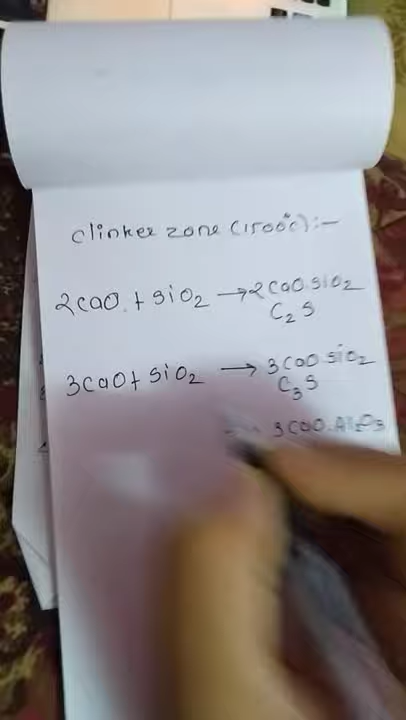 Clinker zone (1500°c):-
2CaO + SiO2 → 2CaO.SiO2
C2S
3CaO + SiO2 → 3CaO SiO2
C3S
3CaO.Al2O3